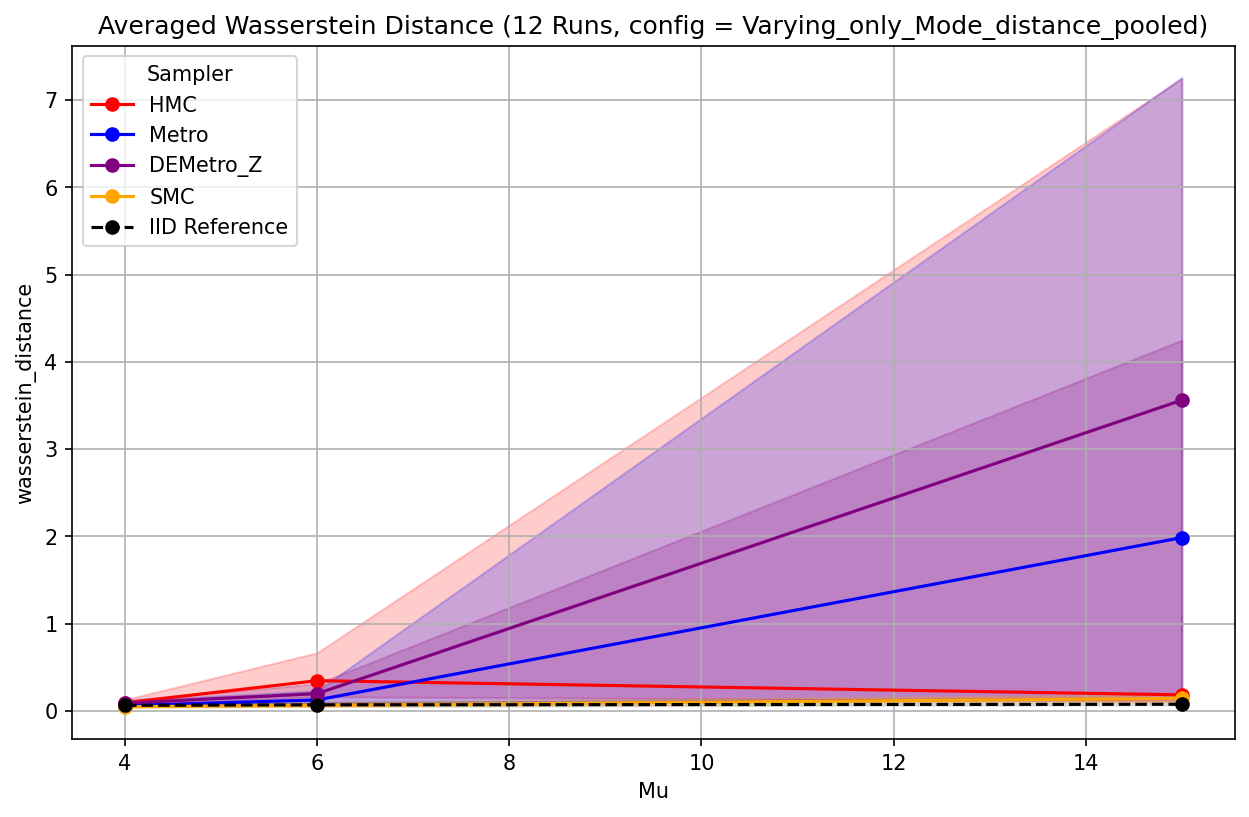 Averaged Wasserstein Distance (12 Runs, config = Varying_only_Mode_distance_pooled)
Sampler
HMC
Metro
DEMetro_Z
SMC
IID Reference
wasserstein_distance
7
6
5
4
3
2
1
0
4 6 8 10 12 14
Mu